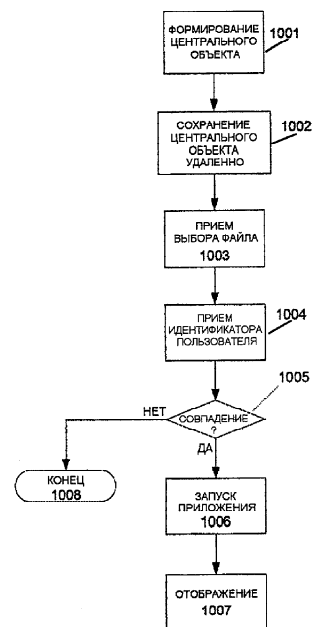 ФОРМИРОВАНИЕ
ЦЕНТРАЛЬНОГО
ОБЪЕКТА
1001
СОХРАНЕНИЕ
ЦЕНТРАЛЬНОГО
ОБЪЕКТА
УДАЛЕННО
1002
ПРИЕМ
ВЫБОРА ФАЙЛА
1003
ПРИЕМ
ИДЕНТИФИКАТОРА
ПОЛЬЗОВАТЕЛЯ
1004
СОВПАДЕНИЕ
?
1005
НЕТ
ДА
КОНЕЦ
1008
ЗАПУСК
ПРИЛОЖЕНИЯ
1006
ОТОБРАЖЕНИЕ
1007